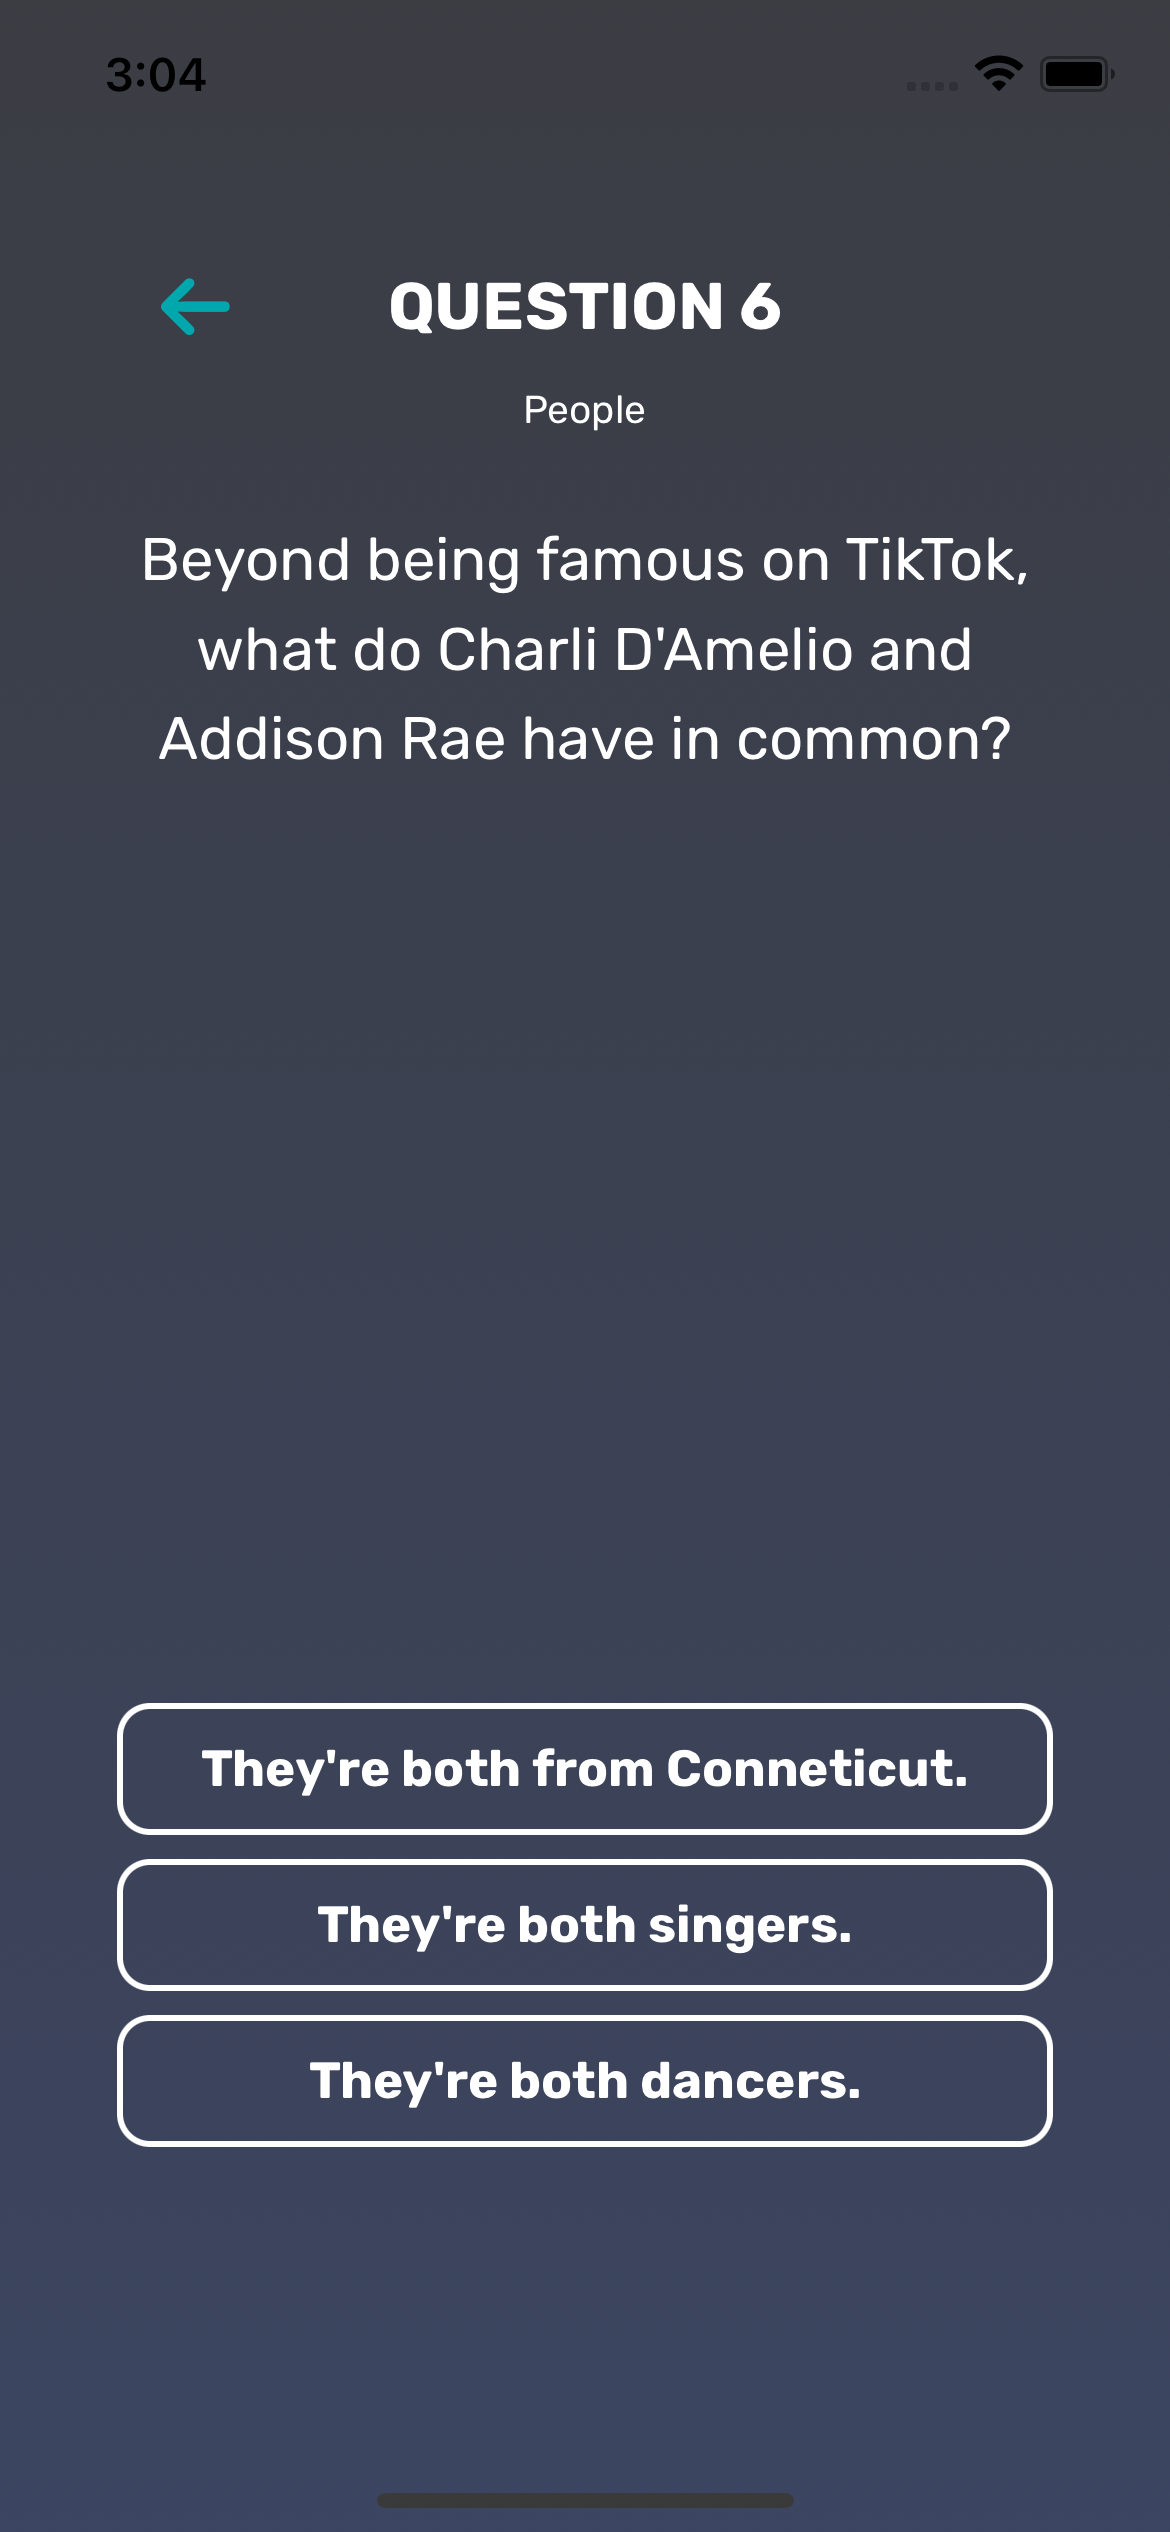 3:04
QUESTION 6
People
Beyond being famous on TikTok,
what do Charli D'Amelio and
Addison Rae have in common?
They're both from Conneticut.
They're both singers.
They're both dancers.